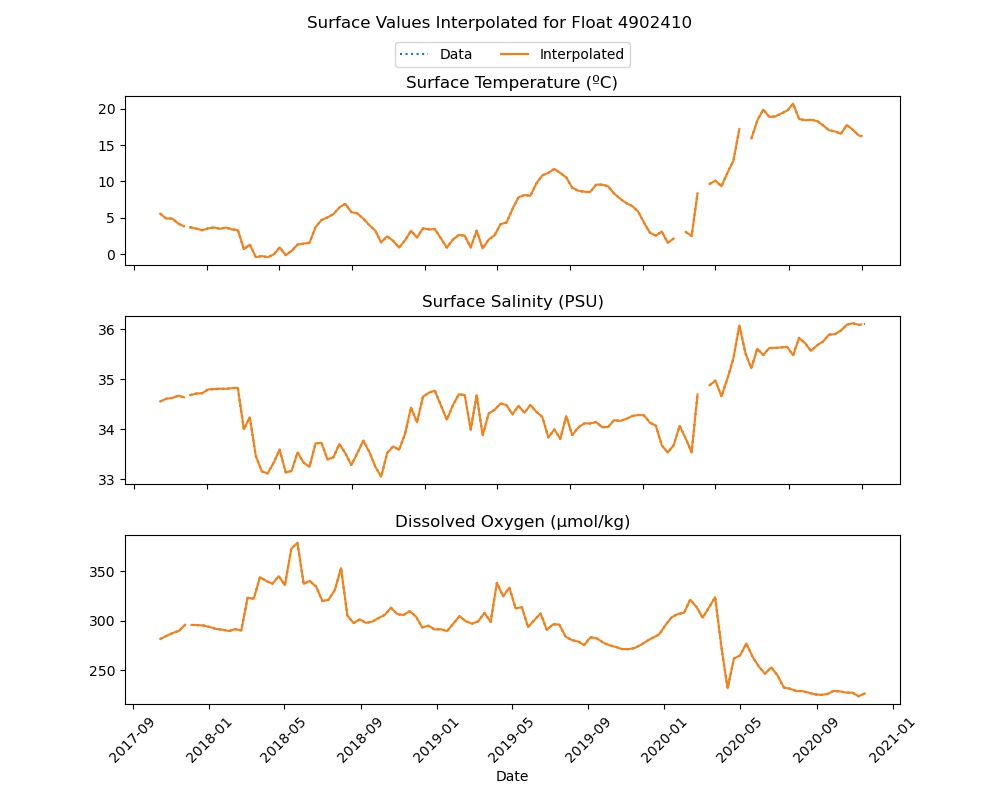 Surface Values Interpolated for Float 4902410
Data Interpolated
Surface Temperature (ºC)
20
15
10
5
0
Surface Salinity (PSU)
36
35
34
33
Dissolved Oxygen (μmol/kg)
350
300
250
2017-09 2018-01 2018-05 2018-09 2019-01 2019-05 2019-09 2020-01 2020-05 2020-09 2021-01
Date